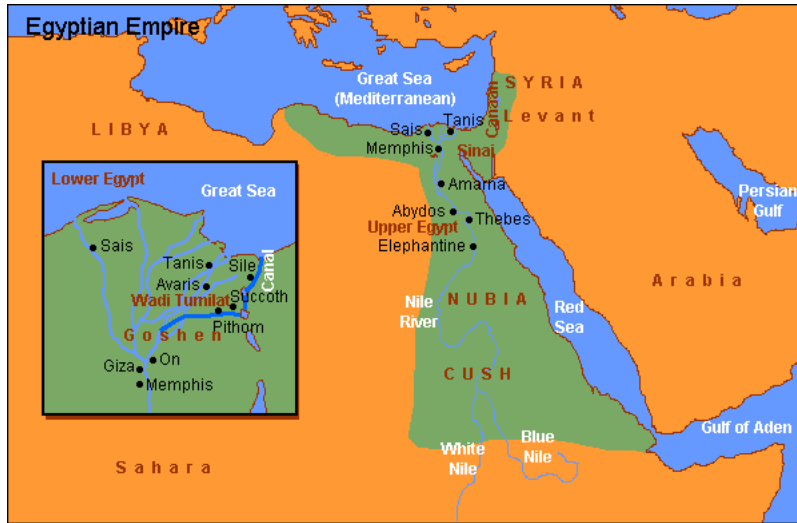 Egyptian Empire
Great Sea
(Mediterranean)
SYRIA
Levant
Canaan
LIBYA
Sais
Tanis
Memphis
Sinai
Amarna
Persian
Gulf
Abydos
Thebes
Upper Egypt
Elephantine
Arabia
NUBIA
Nile
River
Red
Sea
CUSH
Gulf of Aden
Blue
Nile
White
Nile
Sahara
Lower Egypt
Great Sea
Sais
Tanis
Sile
Canal
Avaris
Wadi Tumilat
Succoth
Goshen
Pithom
On
Giza
Memphis